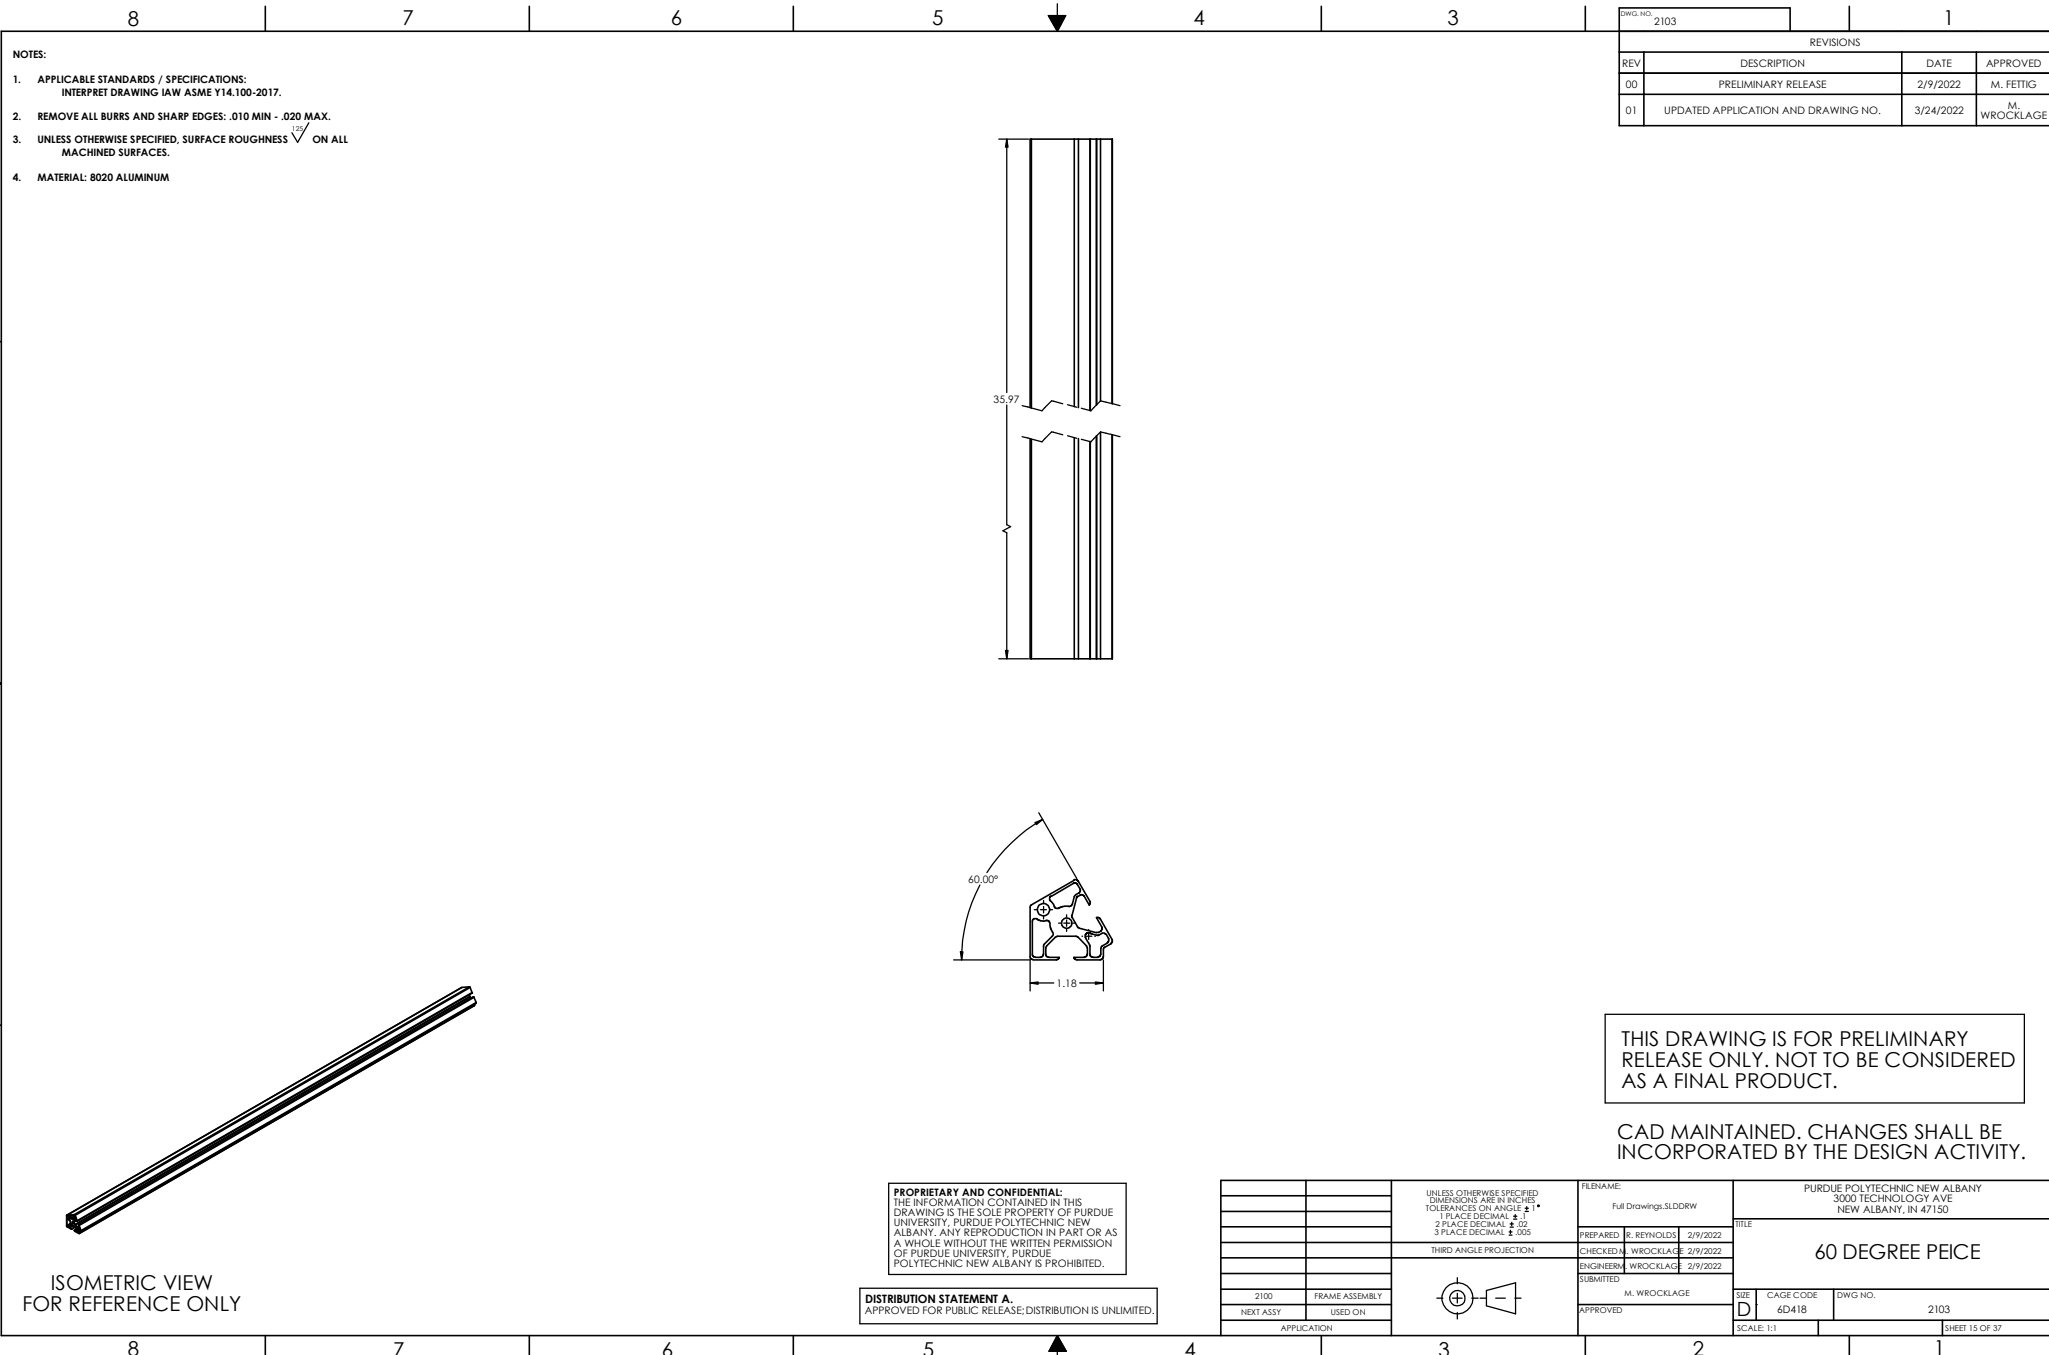 8 7 6 5 4 3 1
DWG. NO.
2103
REVISIONS
REV DESCRIPTION DATE APPROVED
00 PRELIMINARY RELEASE 2/9/2022 M. FETTIG
01 UPDATED APPLICATION AND DRAWING NO. 3/24/2022 M. WROCKLAGE
NOTES:
1. APPLICABLE STANDARDS / SPECIFICATIONS:
INTERPRET DRAWING IAW ASME Y14.100-2017.
2. REMOVE ALL BURRS AND SHARP EDGES: .010 MIN - .020 MAX.
3. UNLESS OTHERWISE SPECIFIED, SURFACE ROUGHNESS 125 ON ALL
MACHINED SURFACES.
4. MATERIAL: 8020 ALUMINUM
35.97
60.00°
1.18
THIS DRAWING IS FOR PRELIMINARY
RELEASE ONLY. NOT TO BE CONSIDERED
AS A FINAL PRODUCT.
CAD MAINTAINED. CHANGES SHALL BE
INCORPORATED BY THE DESIGN ACTIVITY.
ISOMETRIC VIEW
FOR REFERENCE ONLY
PROPRIETARY AND CONFIDENTIAL:
THE INFORMATION CONTAINED IN THIS
DRAWING IS THE SOLE PROPERTY OF PURDUE
UNIVERSITY, PURDUE POLYTECHNIC NEW
ALBANY. ANY REPRODUCTION IN PART OR AS
A WHOLE WITHOUT THE WRITTEN PERMISSION
OF PURDUE UNIVERSITY, PURDUE
POLYTECHNIC NEW ALBANY IS PROHIBITED.
DISTRIBUTION STATEMENT A.
APPROVED FOR PUBLIC RELEASE; DISTRIBUTION IS UNLIMITED.
2100 FRAME ASSEMBLY
NEXT ASSY USED ON
APPLICATION
UNLESS OTHERWISE SPECIFIED
DIMENSIONS ARE IN INCHES
TOLERANCES ON ANGLE ± 1°
1 PLACE DECIMAL ± .1
2 PLACE DECIMAL ± .02
3 PLACE DECIMAL ± .005
THIRD ANGLE PROJECTION
FILENAME:
Full Drawings.SLDDRW
PREPARED R. REYNOLDS 2/9/2022
CHECKED M. WROCKLAGE 2/9/2022
ENGINEER M. WROCKLAGE 2/9/2022
SUBMITTED
M. WROCKLAGE
APPROVED
PURDUE POLYTECHNIC NEW ALBANY
3000 TECHNOLOGY AVE
NEW ALBANY, IN 47150
TITLE
60 DEGREE PEICE
SIZE CAGE CODE DWG NO.
D 6D418 2103
SCALE: 1:1 SHEET 15 OF 37
8 7 6 5 4 3 2 1